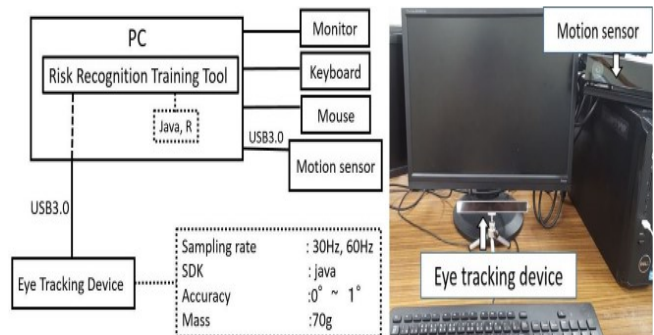 PC
Risk Recognition Training Tool
Java, R
Monitor
Keyboard
Mouse
USB3.0
Motion sensor
USB3.0
Eye Tracking Device
Sampling rate : 30Hz, 60Hz
SDK : java
Accuracy :0° ~ 1°
Mass :70g
Motion sensor
Eye tracking device
DELL